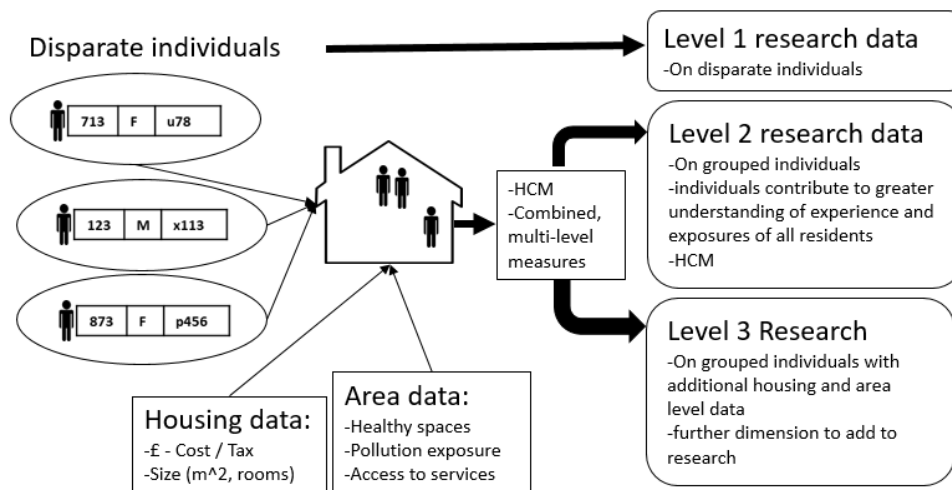 Disparate individuals
713 F u78
123 M x113
873 F p456
Housing data:
-£ - Cost / Tax
-Size (m^2, rooms)
Area data:
-Healthy spaces
-Pollution exposure
-Access to services
-HCM
-Combined,
multi-level
measures
Level 1 research data
-On disparate individuals
Level 2 research data
-On grouped individuals
-individuals contribute to greater
understanding of experience and
exposures of all residents
-HCM
Level 3 Research
-On grouped individuals with
additional housing and area
level data
-further dimension to add to
research